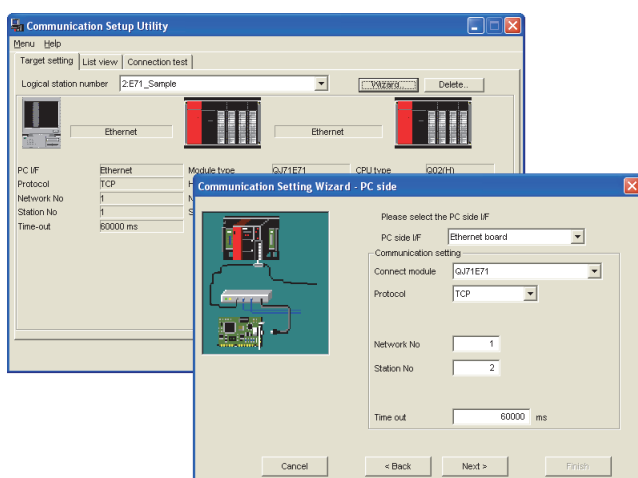 Communication Setup Utility
Menu Help
Target setting List view Connection test
Logical station number 2:E71_Sample Wizard... Delete...
Ethernet Ethernet
PC I/F Ethernet Module type QJ71E71 CPU type Q02(H)
Protocol TCP
Network No 1
Station No 1
Time-out 60000 ms
Communication Setting Wizard - PC side
Please select the PC side I/F
PC side I/F Ethernet board
Communication setting
Connect module QJ71E71
Protocol TCP
Network No 1
Station No 2
Time out 60000 ms
Cancel < Back Next > Finish